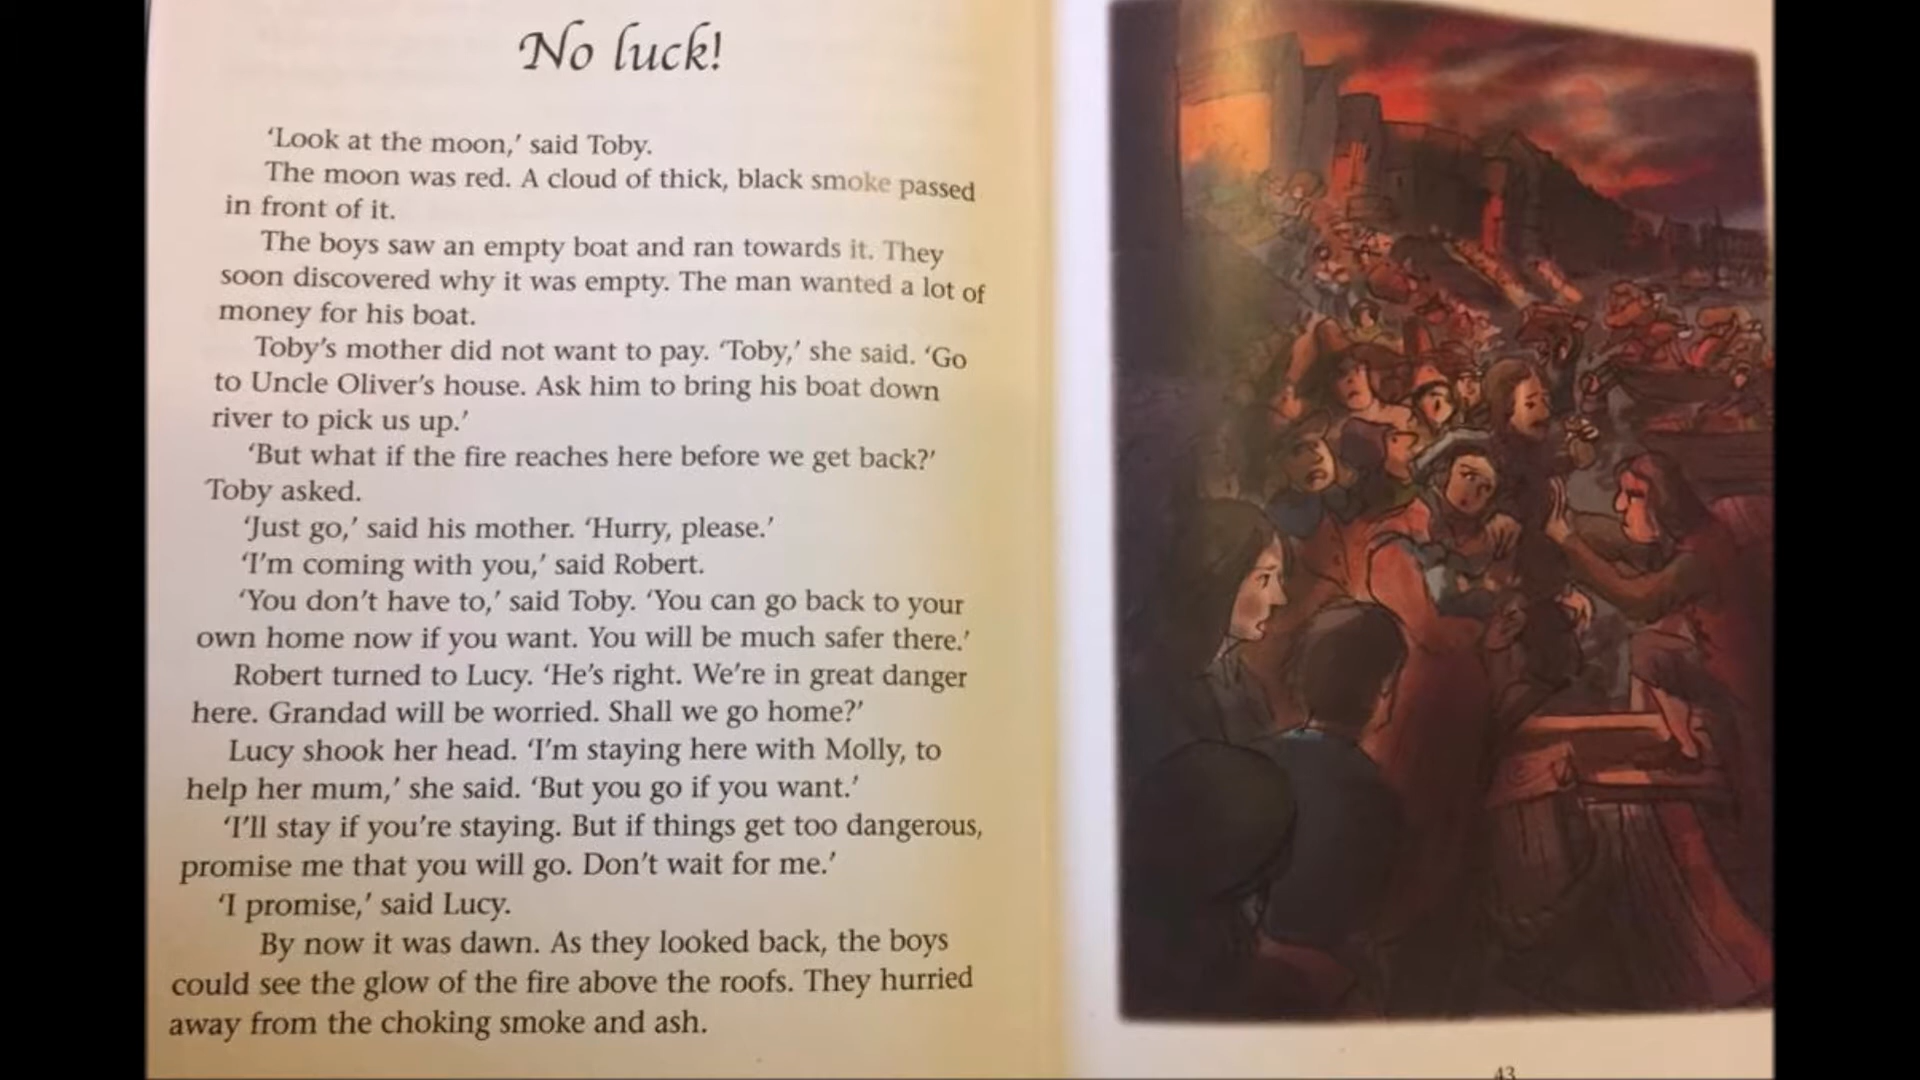 No luck!
‘Look at the moon,’ said Toby.
The moon was red. A cloud of thick, black smoke passed
in front of it.
The boys saw an empty boat and ran towards it. They
soon discovered why it was empty. The man wanted a lot of
money for his boat.
Toby’s mother did not want to pay. ‘Toby,’ she said. ‘Go
to Uncle Oliver’s house. Ask him to bring his boat down
river to pick us up.’
‘But what if the fire reaches here before we get back?’
Toby asked.
‘Just go,’ said his mother. ‘Hurry, please.’
‘I’m coming with you,’ said Robert.
‘You don’t have to,’ said Toby. ‘You can go back to your
own home now if you want. You will be much safer there.’
Robert turned to Lucy. ‘He’s right. We’re in great danger
here. Grandad will be worried. Shall we go home?’
Lucy shook her head. ‘I’m staying here with Molly, to
help her mum,’ she said. ‘But you go if you want.’
‘I’ll stay if you’re staying. But if things get too dangerous,
promise me that you will go. Don’t wait for me.’
‘I promise,’ said Lucy.
By now it was dawn. As they looked back, the boys
could see the glow of the fire above the roofs. They hurried
away from the choking smoke and ash.
43